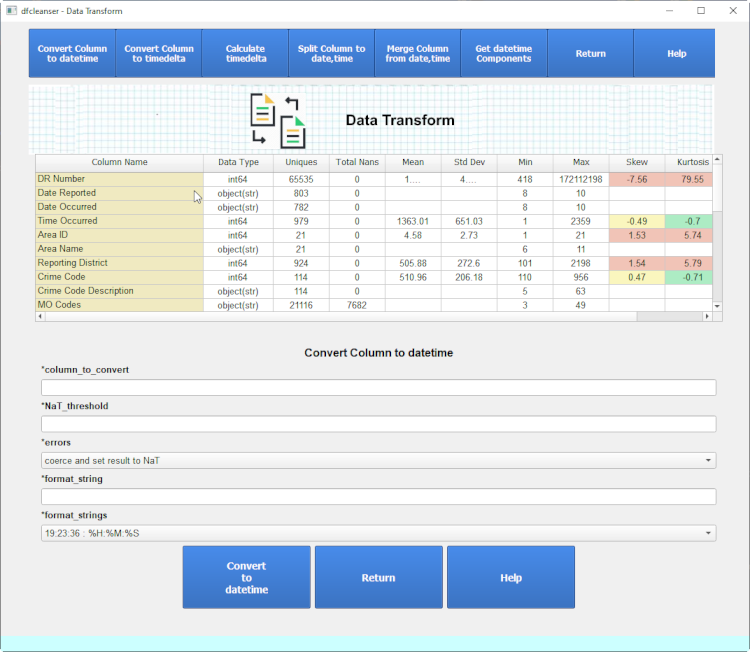 dfcleanser - Data Transform
Convert Column to datetime
Convert Column to timedelta
Calculate timedelta
Split Column to date,time
Merge Column from date,time
Get datetime Components
Return
Help
Data Transform
Column Name Data Type Uniques Total Nans Mean Std Dev Min Max Skew Kurtosis
DR Number int64 65535 0 1.... 4.... 418 172112198 -7.56 79.55
Date Reported object(str) 803 0 8 10
Date Occurred object(str) 782 0 8 10
Time Occurred int64 979 0 1363.01 651.03 1 2359 -0.49 -0.7
Area ID int64 21 0 4.58 2.73 1 21 1.53 5.74
Area Name object(str) 21 0 6 11
Reporting District int64 924 0 505.88 272.6 101 2198 1.54 5.79
Crime Code int64 114 0 510.96 206.18 110 956 0.47 -0.71
Crime Code Description object(str) 114 0 5 63
MO Codes object(str) 21116 7682 3 49
Convert Column to datetime
*column_to_convert
*NaT_threshold
*errors
coerce and set result to NaT
*format_string
*format_strings
19:23:36 : %H:%M:%S
Convert
to
datetime
Return
Help